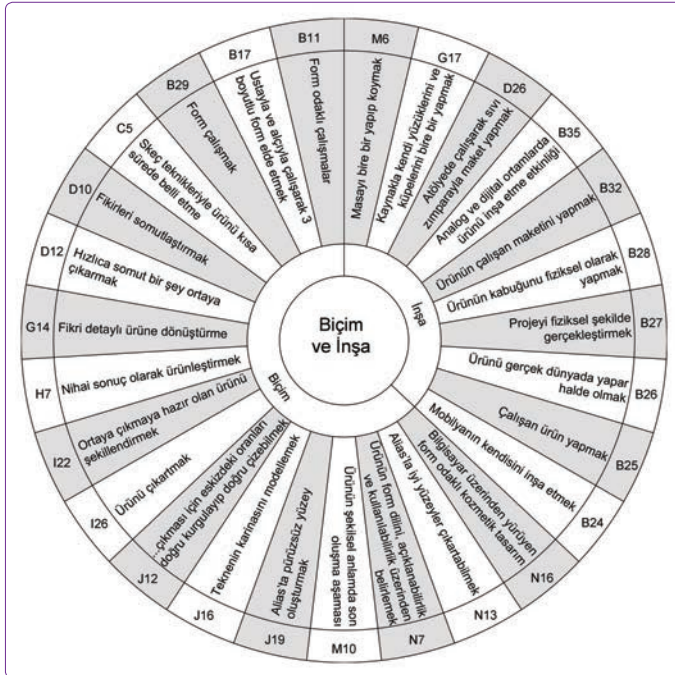 Biçim
ve İnşa
İnşa
Biçim
M6
Masayı bire bir yapıp koymak
G17
Kaynakla kendi yüzüklerini ve
küpelerini bire bir yapmak
D26
Atölyede çalışarak sıvı
zımparayla maket yapmak
B35
Analog ve dijital ortamlarda
ürünü inşa etme etkinliği
B32
Ürünün çalışan maketini yapmak
B28
Ürünün kabuğunu fiziksel olarak
yapmak
B27
Projeyi fiziksel şekilde
gerçekleştirmek
B26
Ürünü gerçek dünyada yapar
halde olmak
B25
Çalışan ürün yapmak
B24
Mobilyanın kendisini inşa etmek
N16
Bilgisayar üzerinden yürüyen
form odaklı kozmetik tasarım
N13
Alias'la iyi yüzeyler çıkartabilmek
N7
Ürünün form dilini, açıklanabilirlik
ve kullanılabilirlik üzerinden
belirlemek
M10
Ürünün şekilsel anlamda son
oluşma aşaması
J19
Alias'ta pürüzsüz yüzey
oluşturmak
J16
Teknenin karinasını modellemek
J12
...çıkması için eskizdeki oranları
doğru kurgulayıp doğru çizebilmek
I26
Ürünü çıkartmak
I22
Ortaya çıkmaya hazır olan ürünü
şekillendirmek
H7
Nihai sonuç olarak ürünleştirmek
G14
Fikri detaylı ürüne dönüştürme
D12
Hızlıca somut bir şey ortaya
çıkarmak
D10
Fikirleri somutlaştırmak
C5
Skeç teknikleriyle ürünü kısa
sürede belli etme
B29
Form çalışmak
B17
Ustayla ve alçıyla çalışarak 3
boyutlu form elde etmek
B11
Form odaklı çalışmalar